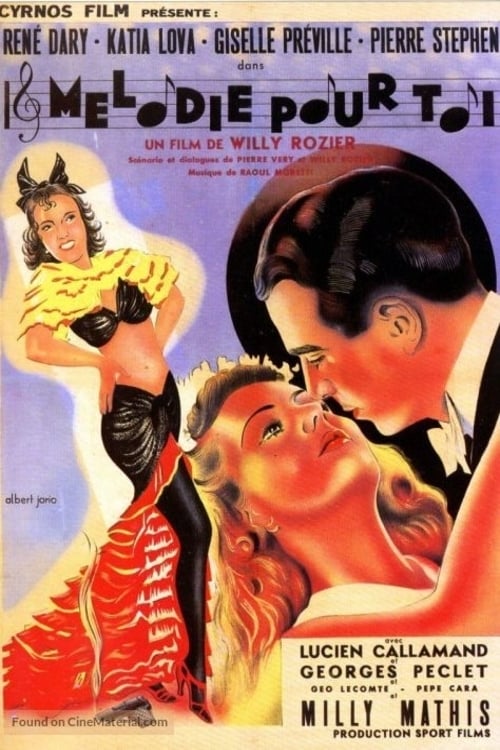 CYRNOS FILM PRÉSENTE:
RENÉ DARY · KATIA LOVA · GISELLE PRÉVILLE · PIERRE STEPHEN
dans
MELODIE POUR TOI
UN FILM DE WILLY ROZIER
Scénario et dialogues de PIERRE VERY et WILLY ROZIER
Musique de RAOUL MORETTI
albert jorio
avec
LUCIEN CALLAMAND
et
GEORGES PECLET
et
GEO LECOMTE - PEPE CARA
et
MILLY MATHIS
PRODUCTION SPORT FILMS
Found on CineMaterial.com